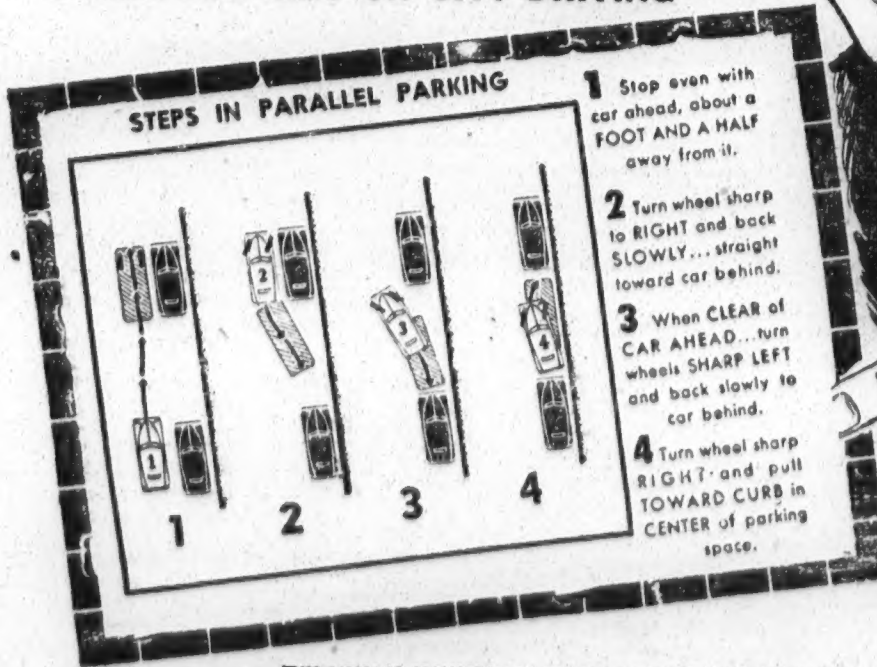 STEPS IN PARALLEL PARKING
1 Stop even with
car ahead, about a
FOOT AND A HALF
away from it.
2 Turn wheel sharp
to RIGHT and back
SLOWLY... straight
toward car behind.
3 When CLEAR of
CAR AHEAD...turn
wheels SHARP LEFT
and back slowly to
car behind.
4 Turn wheel sharp
RIGHT and pull
TOWARD CURB in
CENTER of parking
space.
2
3
4
1
1 2 3 4